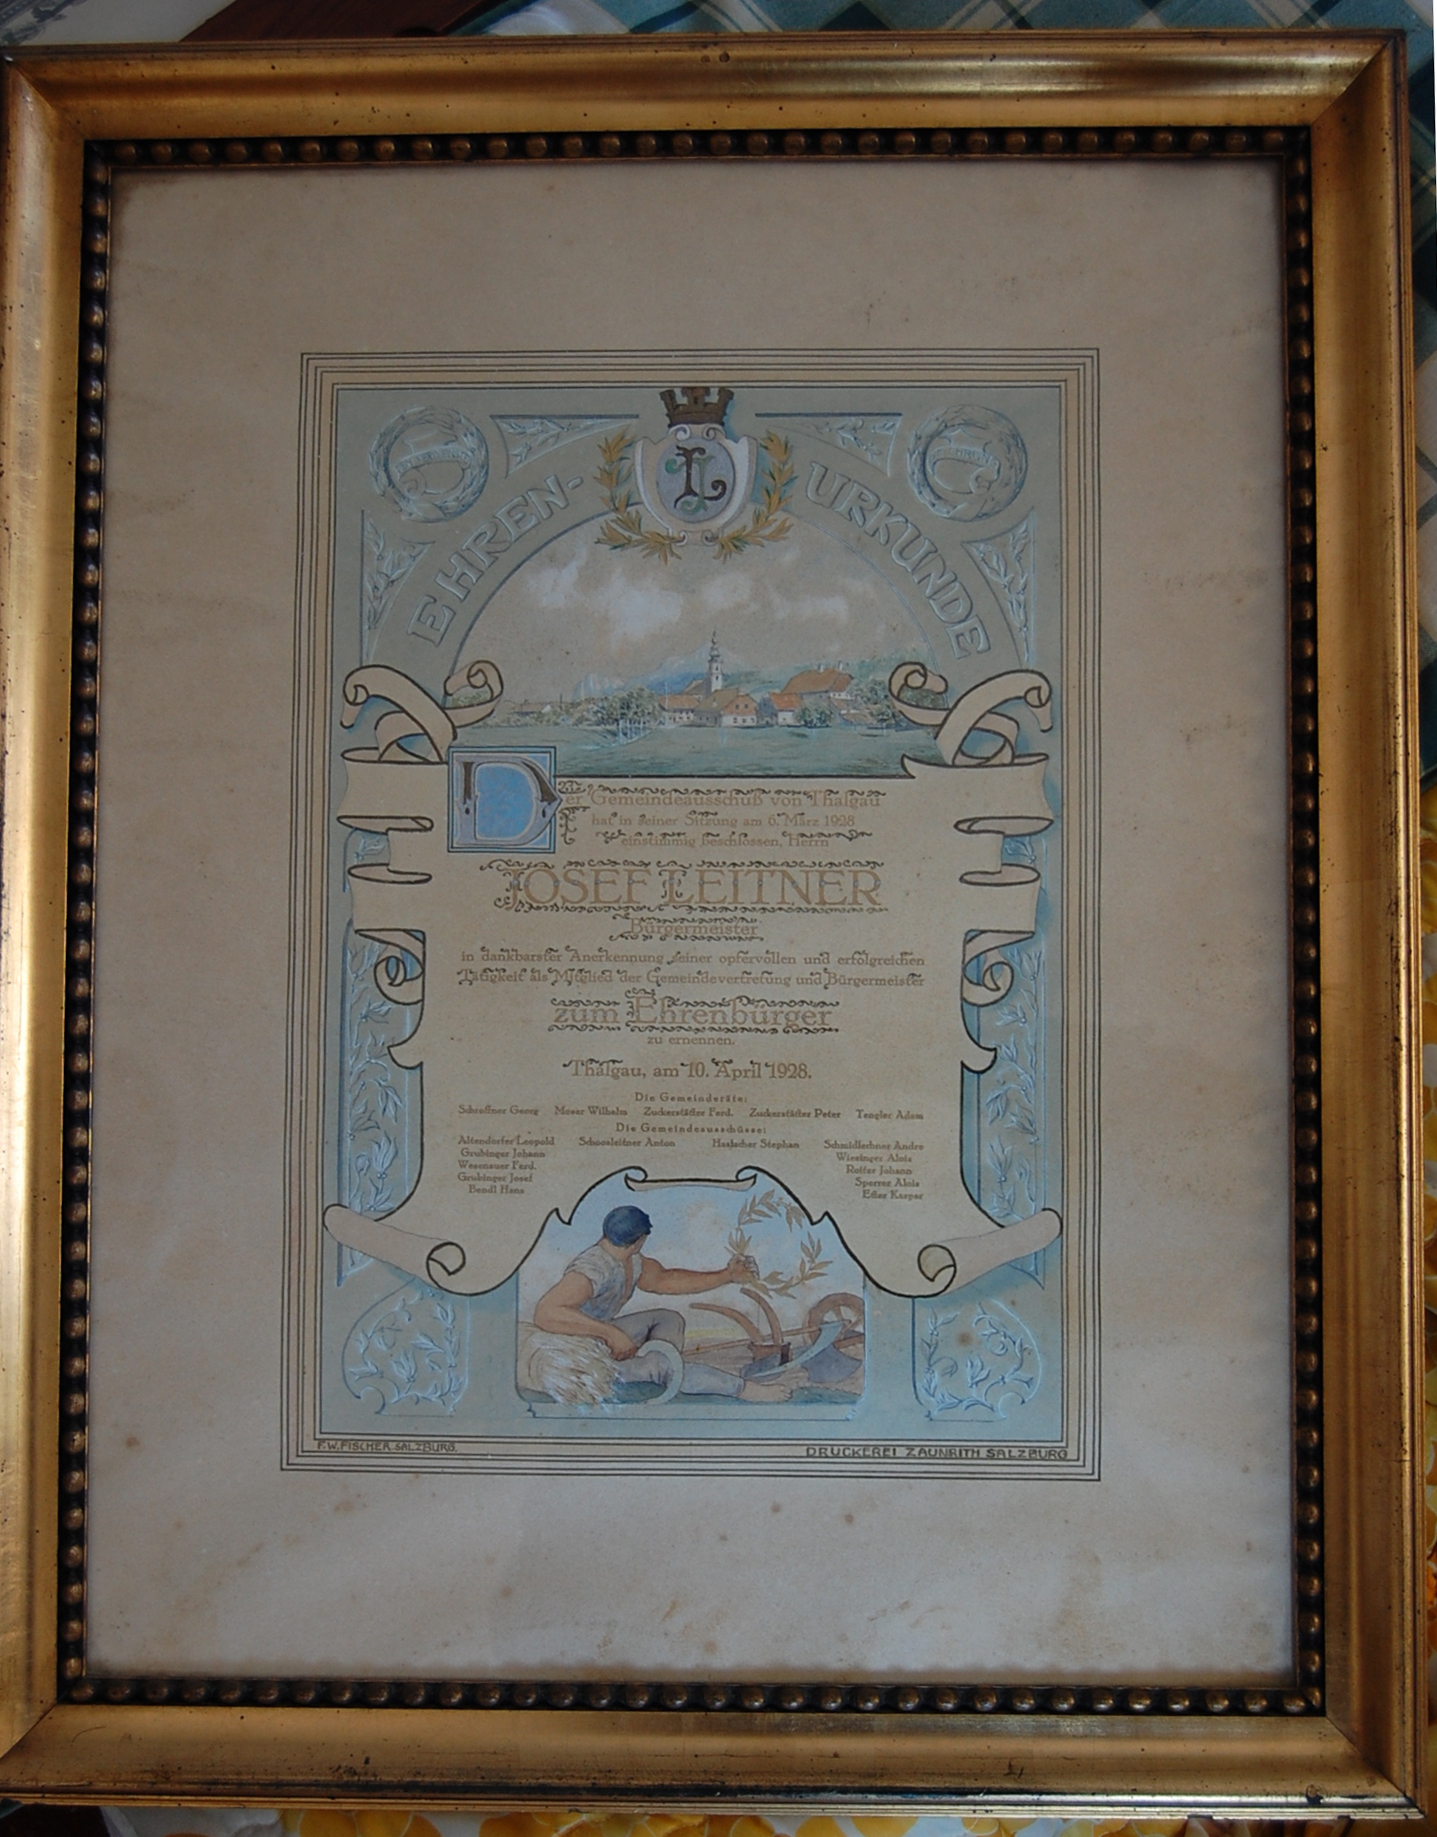 EHREN-
URKUNDE
Der Gemeindeausschuß von Thalgau
hat in seiner Sitzung am 6. März 1928
einstimmig beschlossen, Herrn
JOSEF LEITNER
Bürgermeister
in dankbarster Anerkennung seiner opfervollen und erfolgreichen
Tätigkeit als Mitglied der Gemeindevertretung und Bürgermeister
zum Ehrenbürger
zu ernennen.
Thalgau, am 10. April 1928.
Die Gemeinderäte:
Schroffner Georg Moser Wilhelm Zuckerstätter Ferd. Zuckerstätter Peter Tengler Adam
Die Gemeindeausschüsse:
Altendorfer Leopold Schoosleitner Anton Haslacher Stephan Schmidlechner Andre
Grubinger Johann Wiesinger Alois
Wesenauer Ferd. Johann
Grubinger Josef Sperrer Alois
Bendl Hans Kaspar
F.W.FISCHER SALZBURG.
DRUCKEREI ZAUNRITH SALZBURG